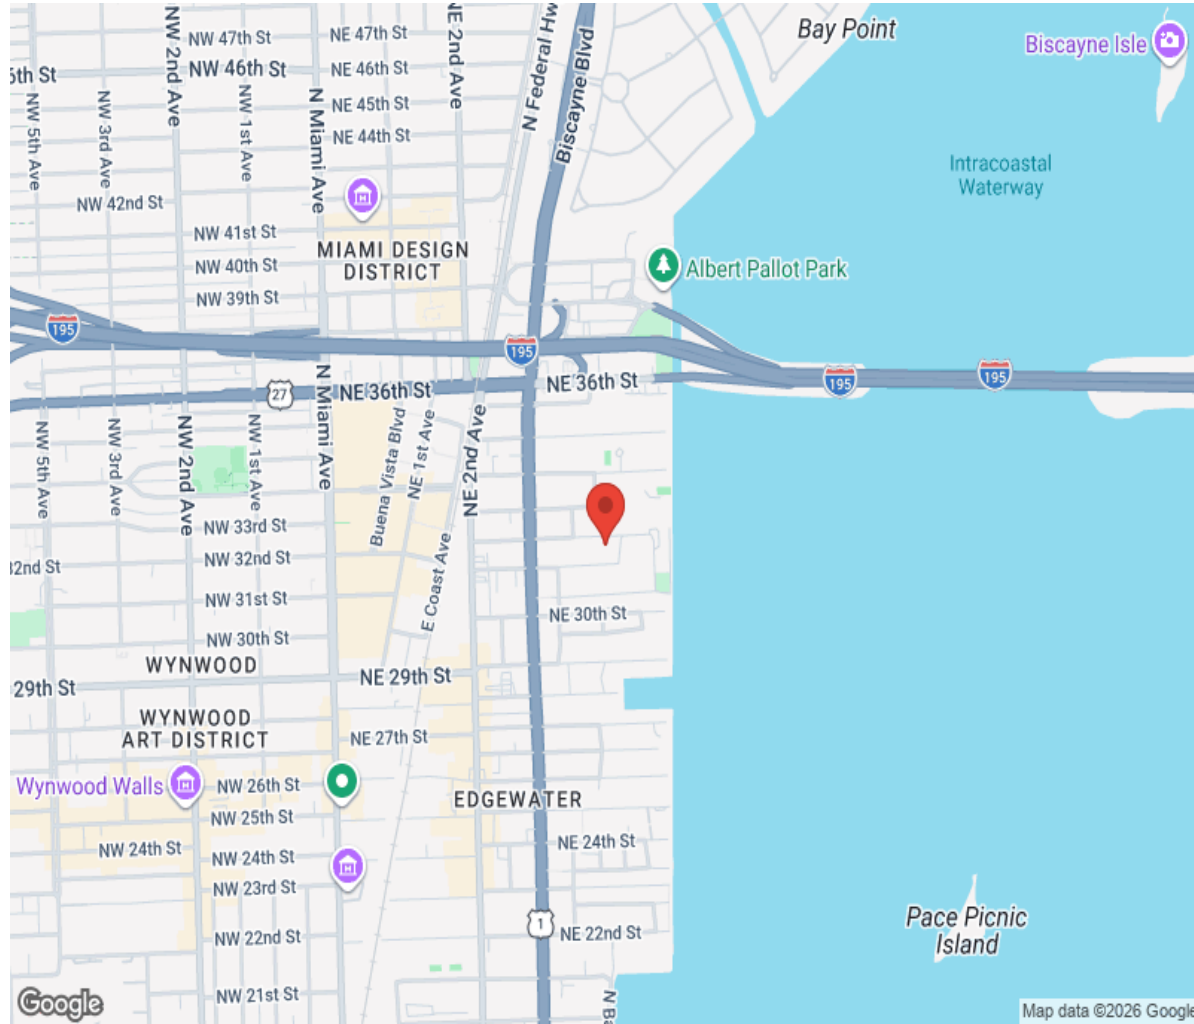 NW 47th St
NE 47th St
Bay Point
Biscayne Isle
6th St
NW 46th St
NE 46th St
NW 2nd Ave
NE 2nd Ave
N Federal Hw
Biscayne Blvd
NW 5th Ave
NW 3rd Ave
NW 1st Ave
N Miami Ave
NE 45th St
NE 44th St
Intracoastal
Waterway
NW 42nd St
NW 41st St
MIAMI DESIGN
DISTRICT
NW 40th St
Albert Pallot Park
NW 39th St
195
195
195
195
27
NE 36th St
NE 36th St
N Miami Ave
NW 5th Ave
NW 3rd Ave
NW 2nd Ave
NW 1st Ave
Buena Vista Blvd
NE 1st Ave
NE 2nd Ave
NW 33rd St
E Coast Ave
32nd St
NW 32nd St
NW 31st St
NE 30th St
NW 30th St
WYNWOOD
29th St
NE 29th St
WYNWOOD
ART DISTRICT
NE 27th St
Wynwood Walls
NW 26th St
EDGEWATER
NW 25th St
NW 24th St
NW 24th St
NE 24th St
NW 23rd St
1
NW 22nd St
NE 22nd St
Pace Picnic
Island
NW 21st St
N Ba
Google
Map data ©2026 Google